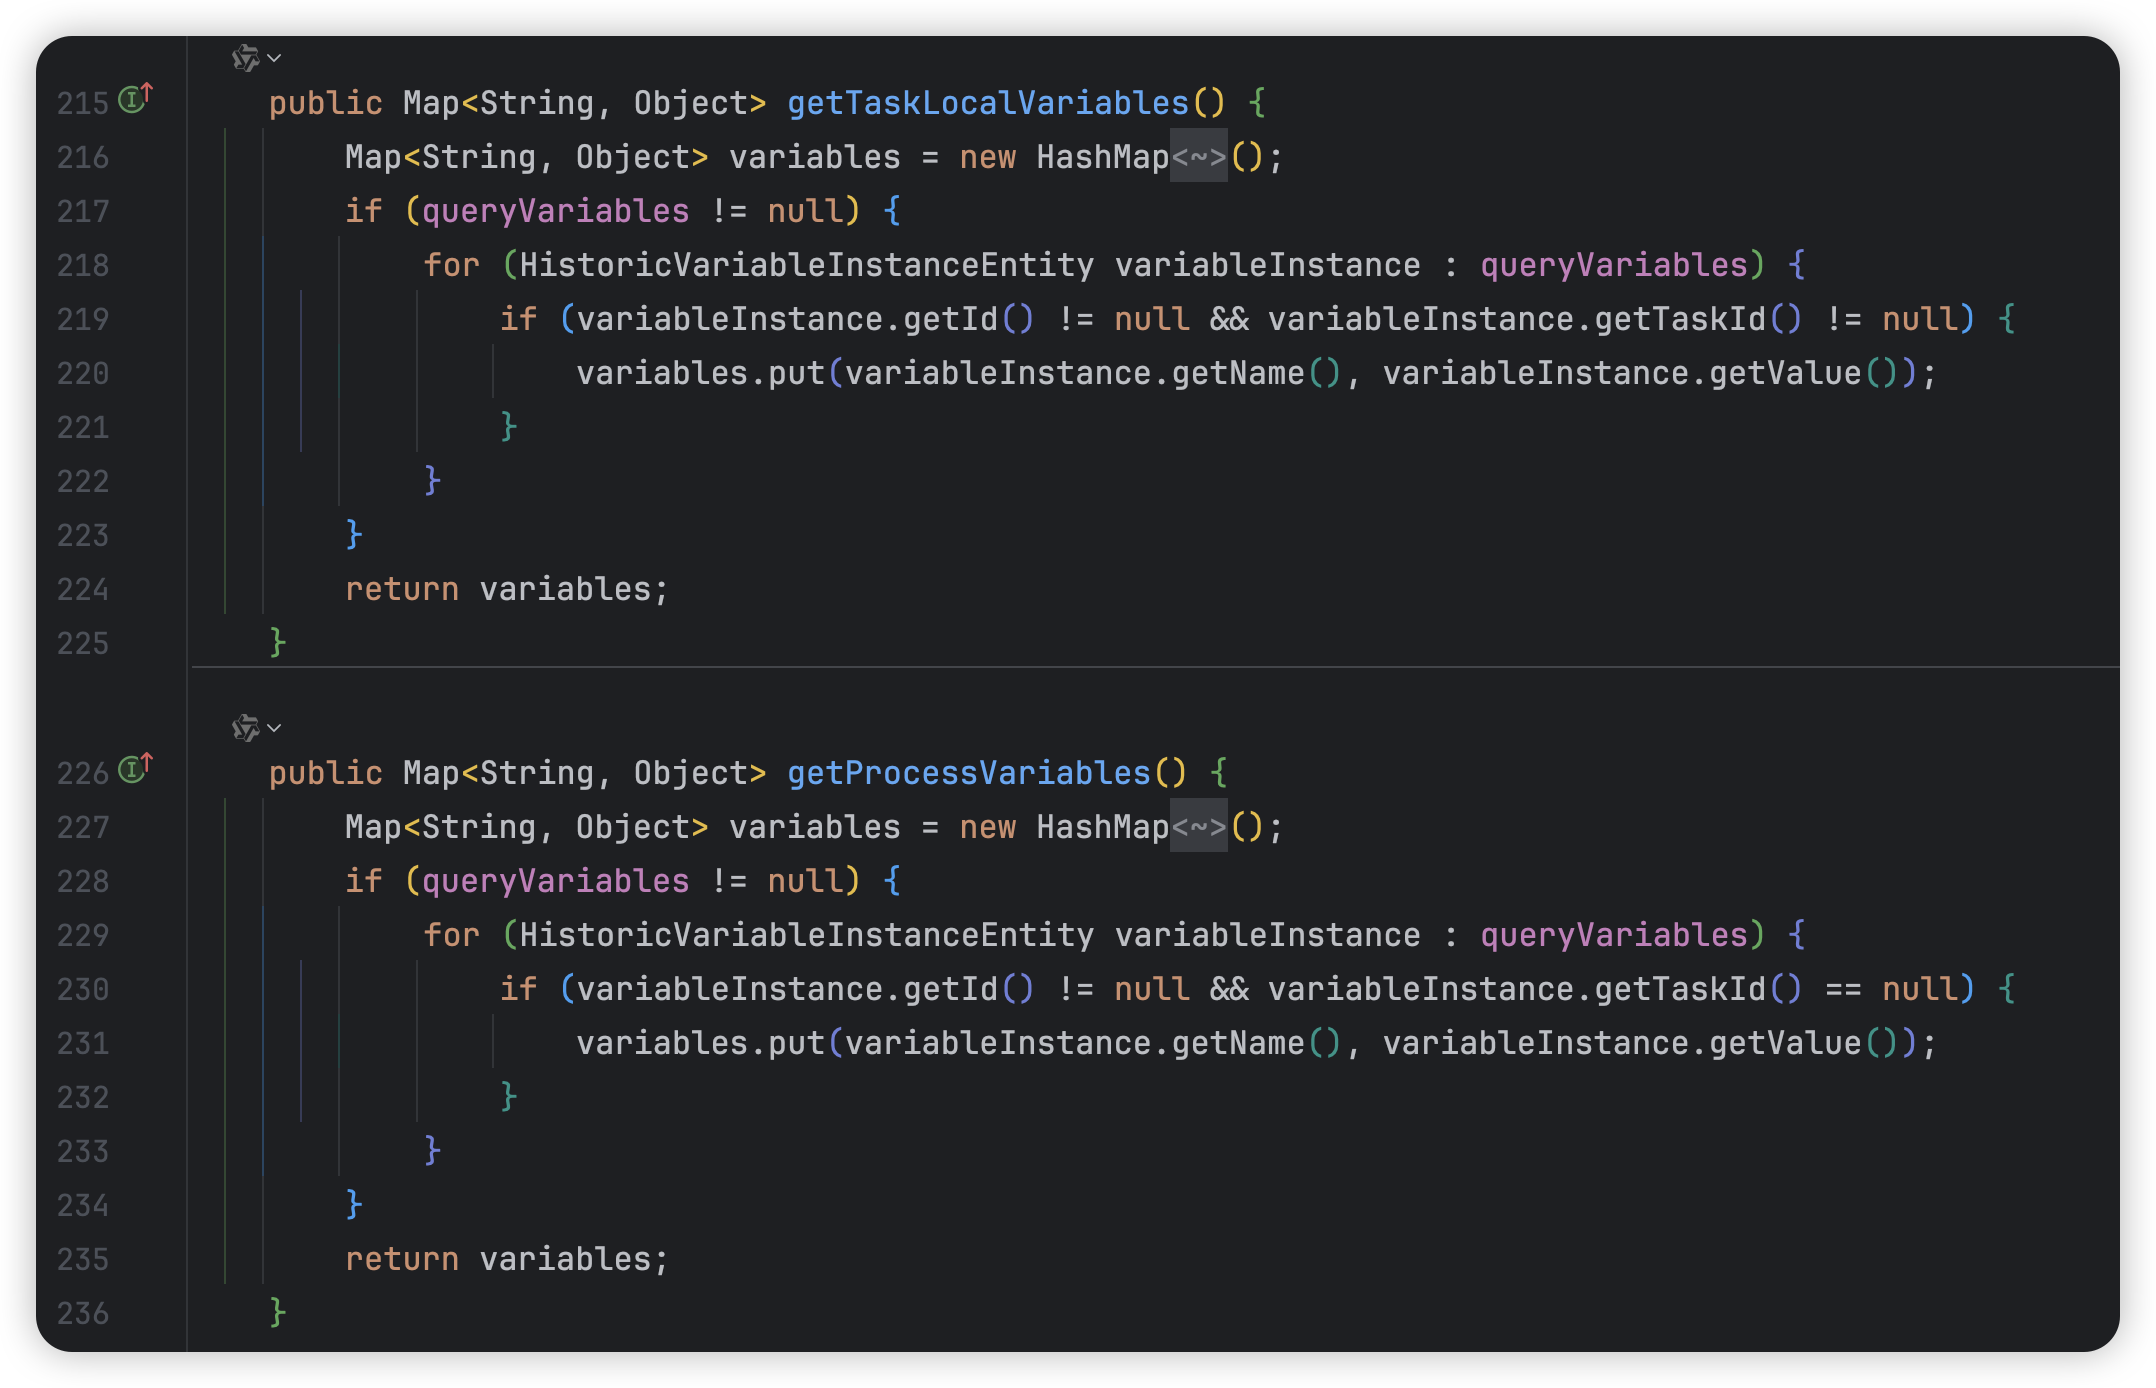 215 public Map<String, Object> getTaskLocalVariables() {
216 Map<String, Object> variables = new HashMap<~>();
217 if (queryVariables != null) {
218 for (HistoricVariableInstanceEntity variableInstance : queryVariables) {
219 if (variableInstance.getId() != null && variableInstance.getTaskId() != null) {
220 variables.put(variableInstance.getName(), variableInstance.getValue());
221 }
222 }
223 }
224 return variables;
225 }
226 public Map<String, Object> getProcessVariables() {
227 Map<String, Object> variables = new HashMap<~>();
228 if (queryVariables != null) {
229 for (HistoricVariableInstanceEntity variableInstance : queryVariables) {
230 if (variableInstance.getId() != null && variableInstance.getTaskId() == null) {
231 variables.put(variableInstance.getName(), variableInstance.getValue());
232 }
233 }
234 }
235 return variables;
236 }